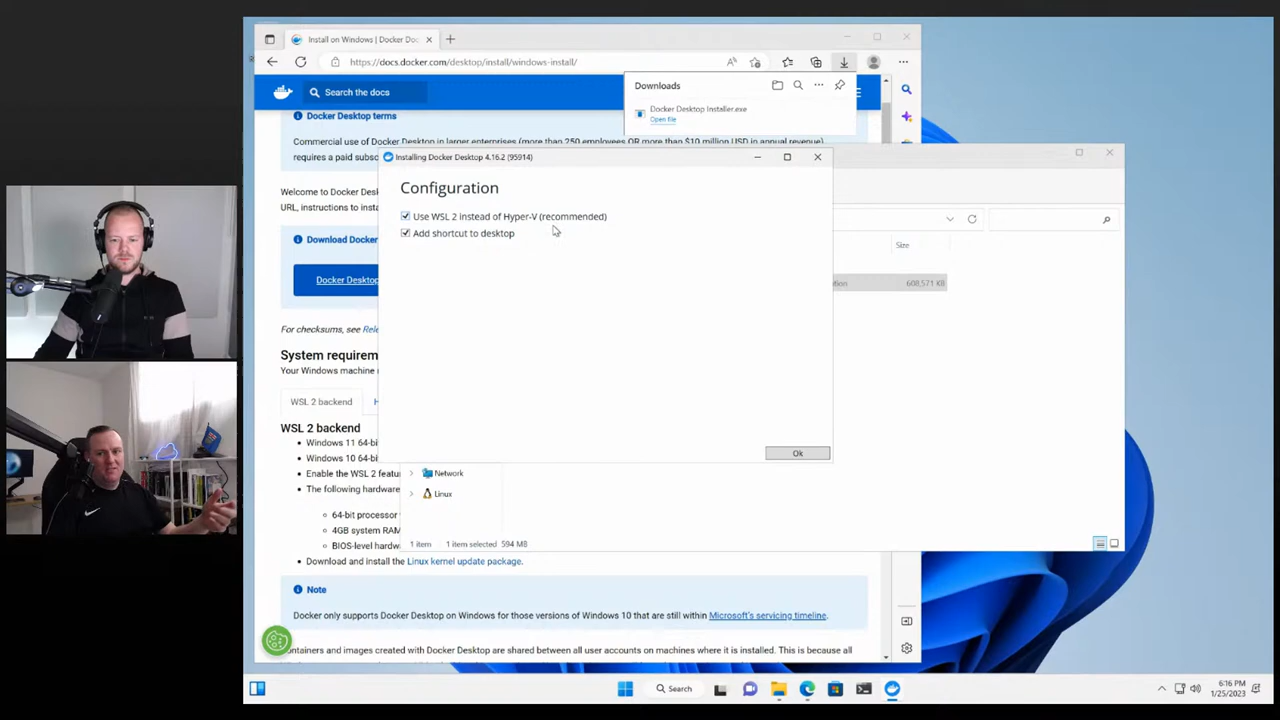 Install on Windows | Docker Doc
https://docs.docker.com/desktop/install/windows-install/
Search the docs
Downloads
Docker Desktop Installer.exe
Open file
Docker Desktop terms
Commercial use of Docker Desktop in larger enterprises (more than 250 employees OR more than $10 million USD in annual revenue)
requires a paid subsc
Installing Docker Desktop 4.16.2 (95914)
Configuration
Use WSL 2 instead of Hyper-V (recommended)
Add shortcut to desktop
Ok
Welcome to Docker
URL, instructions to insta
Download Docker
Docker Desktop
For checksums, see Rele
System requirem
Your Windows machine
WSL 2 backend
H
WSL 2 backend
Windows 11 64-bi
Windows 10 64-bi
Enable the WSL 2 featu
The following hardware
64-bit processor
4GB system RAM
BIOS-level hardw
Download and install the Linux kernel update package.
Size
tion
608,571 KB
Network
Linux
1 item
1 item selected 594 MB
Note
Docker only supports Docker Desktop on Windows for those versions of Windows 10 that are still within Microsoft's servicing timeline.
ontainers and images created with Docker Desktop are shared between all user accounts on machines where it is installed. This is because all
Search
6:16 PM
1/25/2023